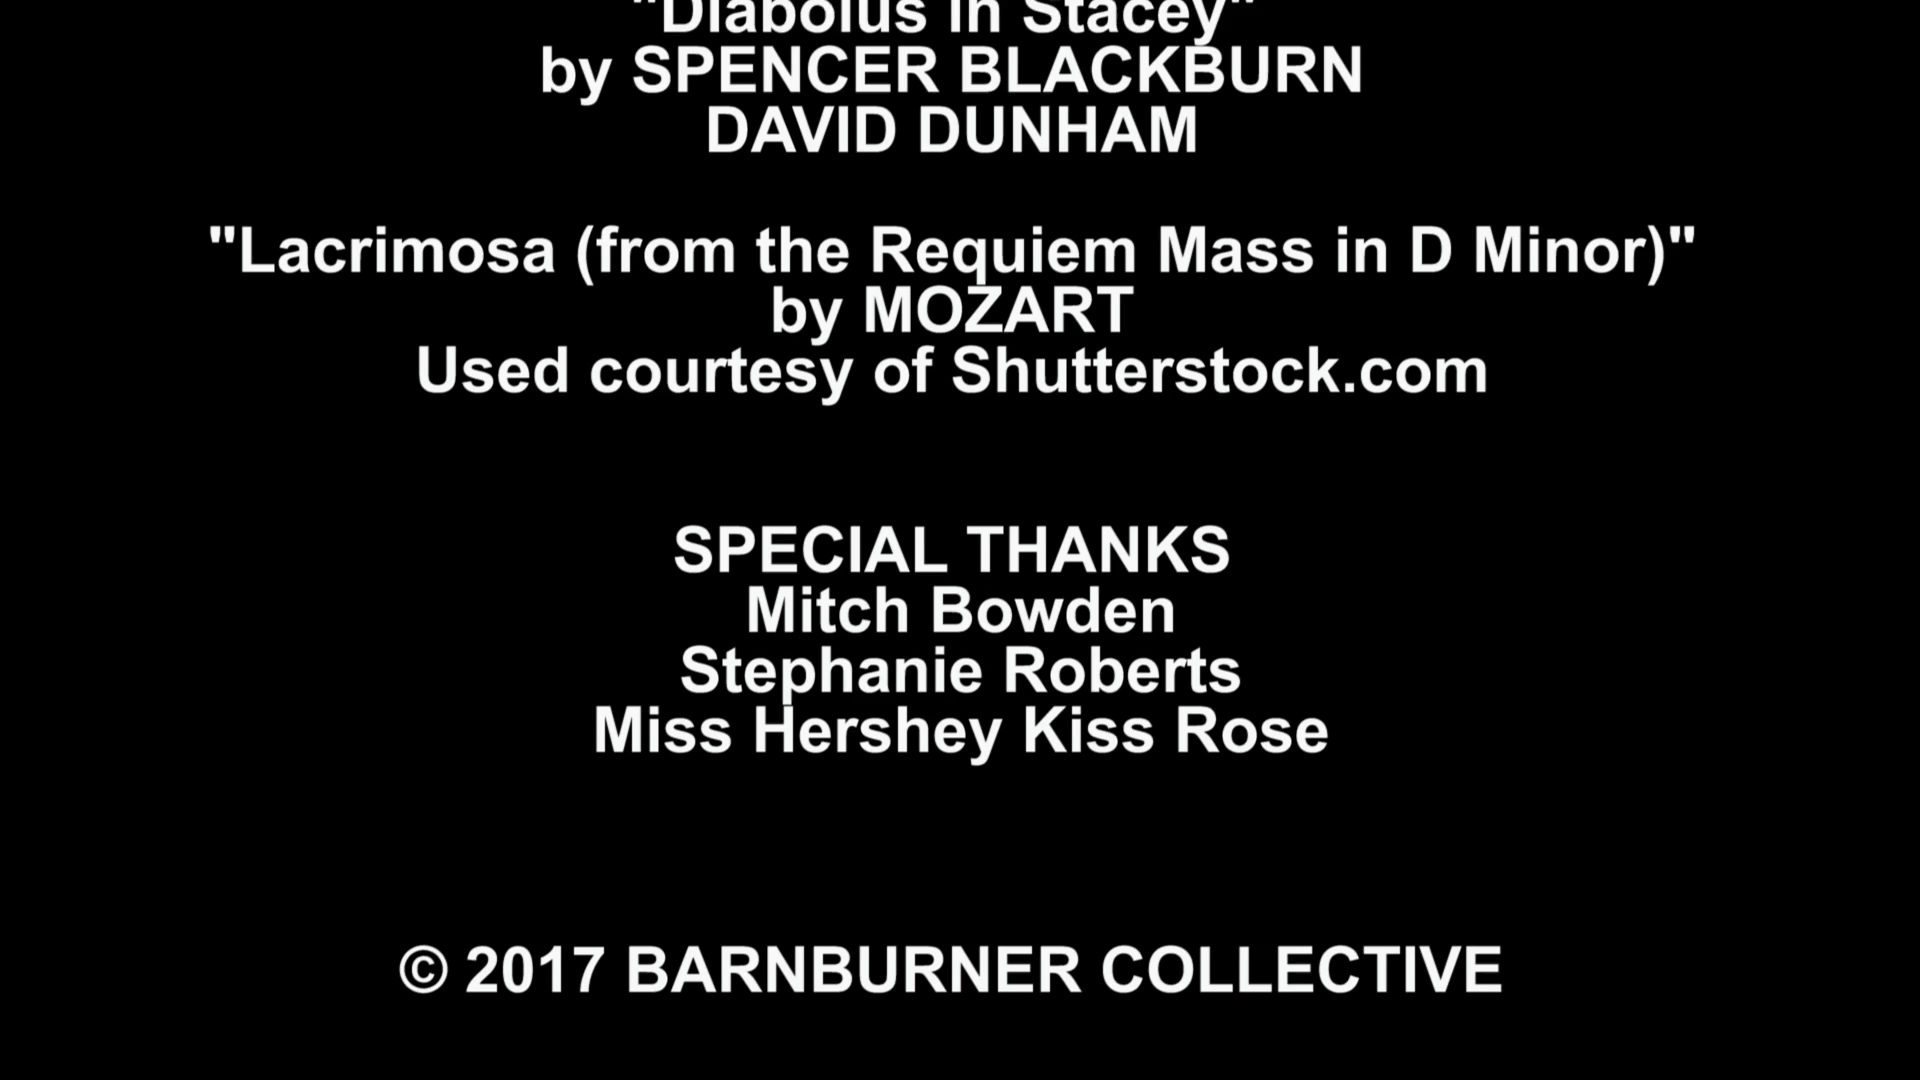 "Diabolus in Stacey"
by SPENCER BLACKBURN
DAVID DUNHAM
"Lacrimosa (from the Requiem Mass in D Minor)"
by MOZART
Used courtesy of Shutterstock.com
SPECIAL THANKS
Mitch Bowden
Stephanie Roberts
Miss Hershey Kiss Rose
© 2017 BARNBURNER COLLECTIVE